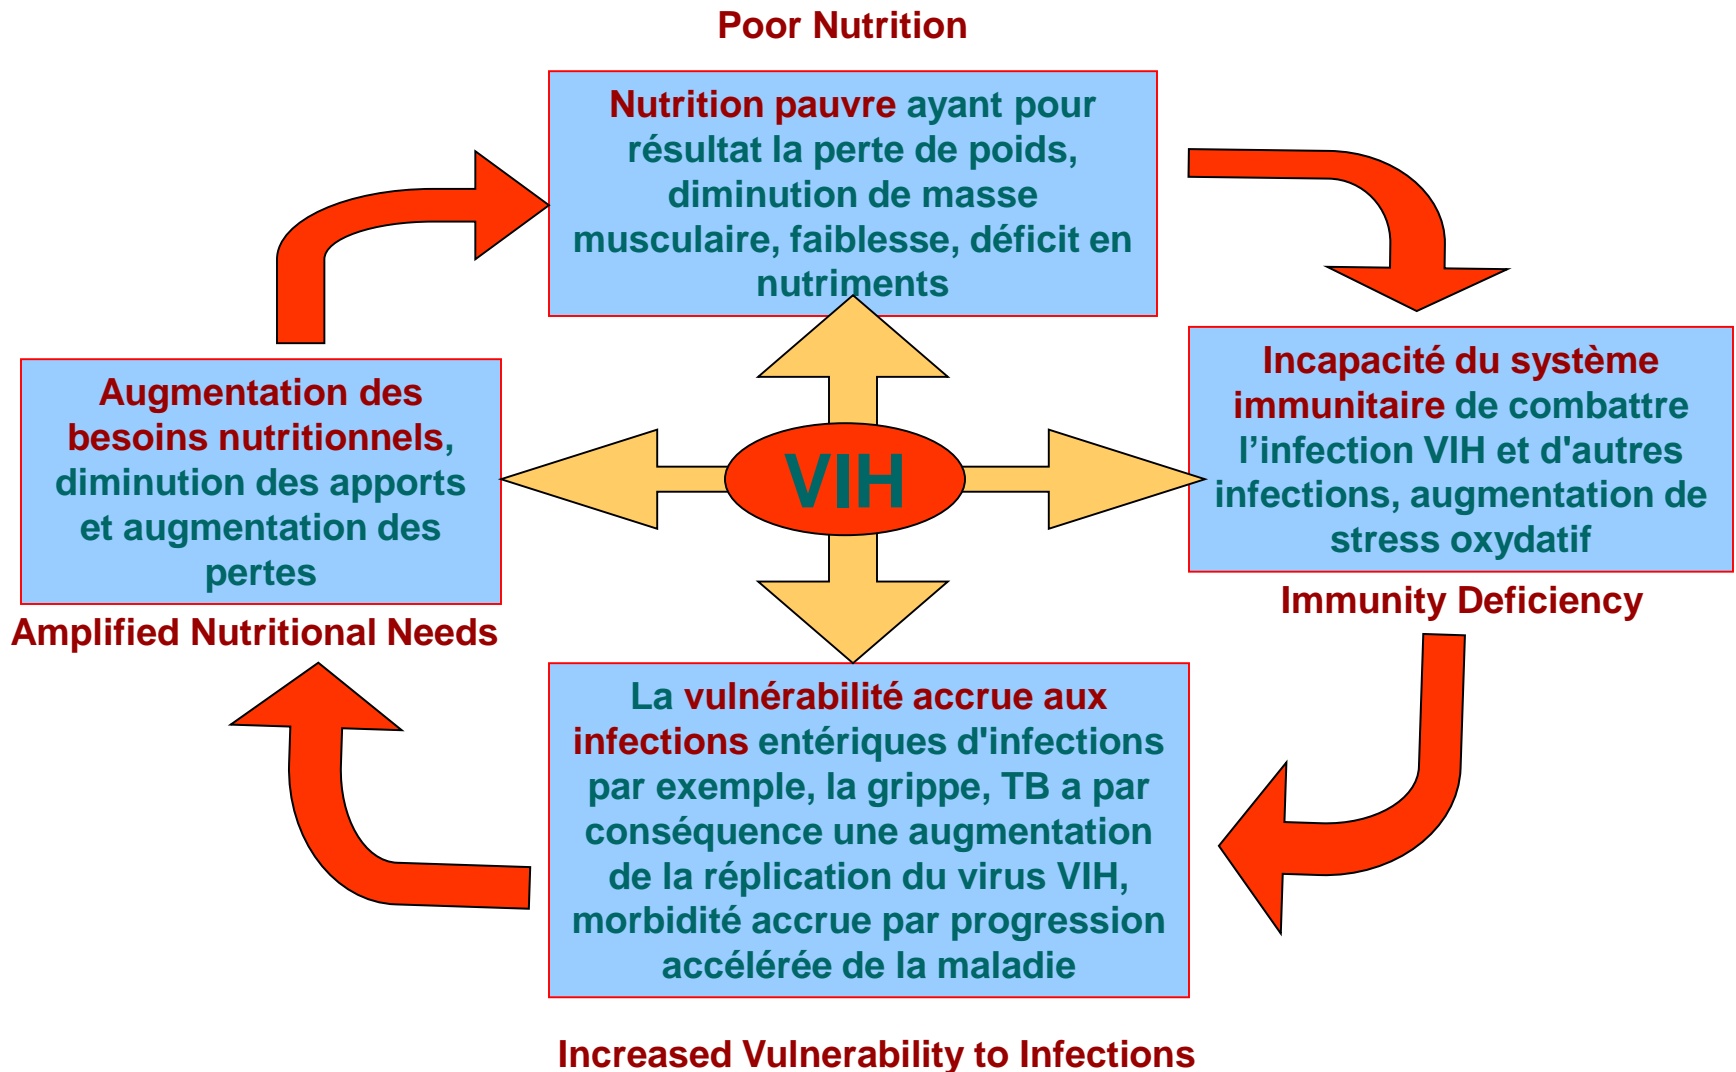 Poor Nutrition
Nutrition pauvre ayant pour
résultat la perte de poids,
diminution de masse
musculaire, faiblesse, déficit en
nutriments
Augmentation des
besoins nutritionnels,
diminution des apports
et augmentation des
pertes
Amplified Nutritional Needs
VIH
Incapacité du système
immunitaire de combattre
l’infection VIH et d'autres
infections, augmentation de
stress oxydatif
Immunity Deficiency
La vulnérabilité accrue aux
infections entériques d'infections
par exemple, la grippe, TB a par
conséquence une augmentation
de la réplication du virus VIH,
morbidité accrue par progression
accélérée de la maladie
Increased Vulnerability to Infections